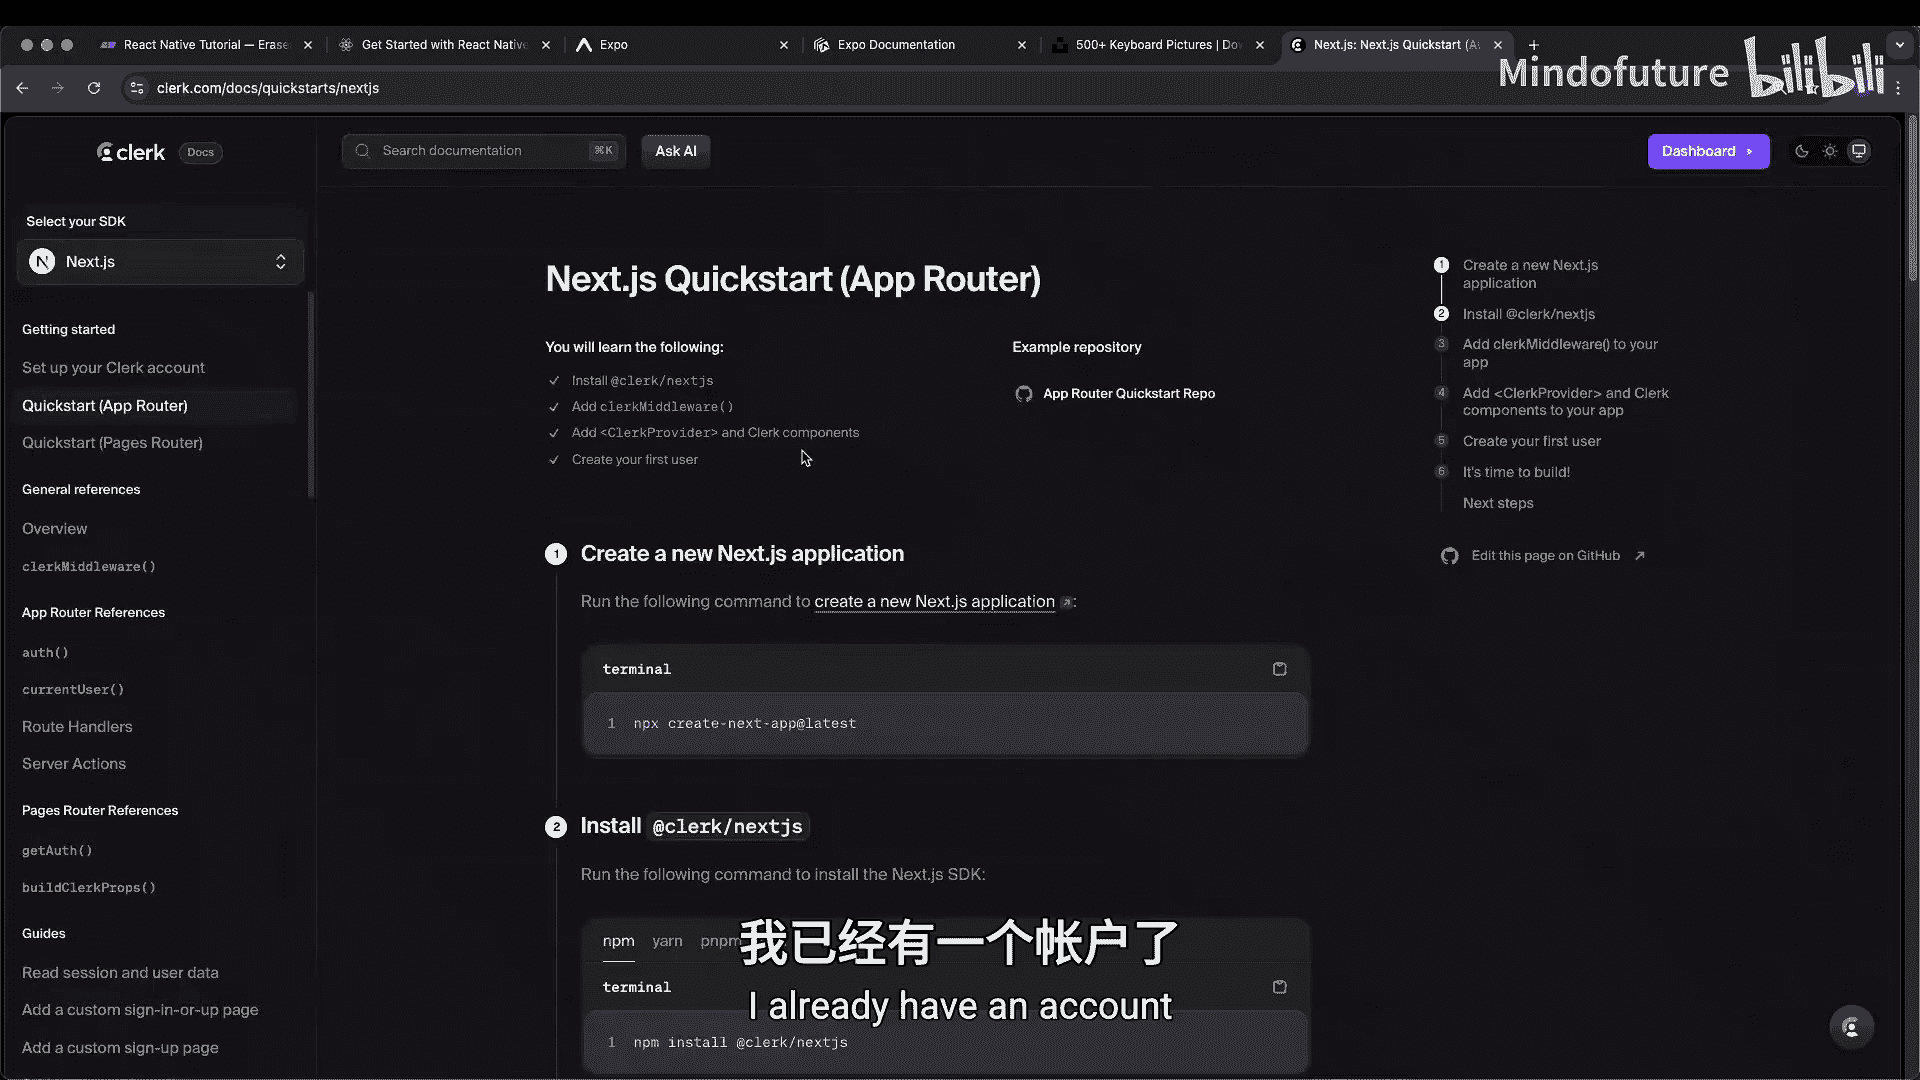 React Native Tutorial — Erase
Get Started with React Native
Expo
Expo Documentation
500+ Keyboard Pictures | Do
Next.js: Next.js Quickstart (A
clerk.com/docs/quickstarts/nextjs
Mindofuture bilibili
clerk Docs
Search documentation
⌘K
Ask AI
Dashboard
Select your SDK
Next.js
Getting started
Set up your Clerk account
Quickstart (App Router)
Quickstart (Pages Router)
General references
Overview
clerkMiddleware()
App Router References
auth()
currentUser()
Route Handlers
Server Actions
Pages Router References
getAuth()
buildClerkProps()
Guides
Read session and user data
Add a custom sign-in-or-up page
Add a custom sign-up page
Next.js Quickstart (App Router)
You will learn the following:
Install @clerk/nextjs
Add clerkMiddleware()
Add <ClerkProvider> and Clerk components
Create your first user
Example repository
App Router Quickstart Repo
1 Create a new Next.js application
Run the following command to create a new Next.js application :
terminal
1 npx create-next-app@latest
2 Install @clerk/nextjs
Run the following command to install the Next.js SDK:
npm yarn pnpm
terminal
1 npm install @clerk/nextjs
1 Create a new Next.js
application
2 Install @clerk/nextjs
3 Add clerkMiddleware() to your
app
4 Add <ClerkProvider> and Clerk
components to your app
5 Create your first user
6 It's time to build!
Next steps
Edit this page on GitHub
我已经有一个帐户了
I already have an account